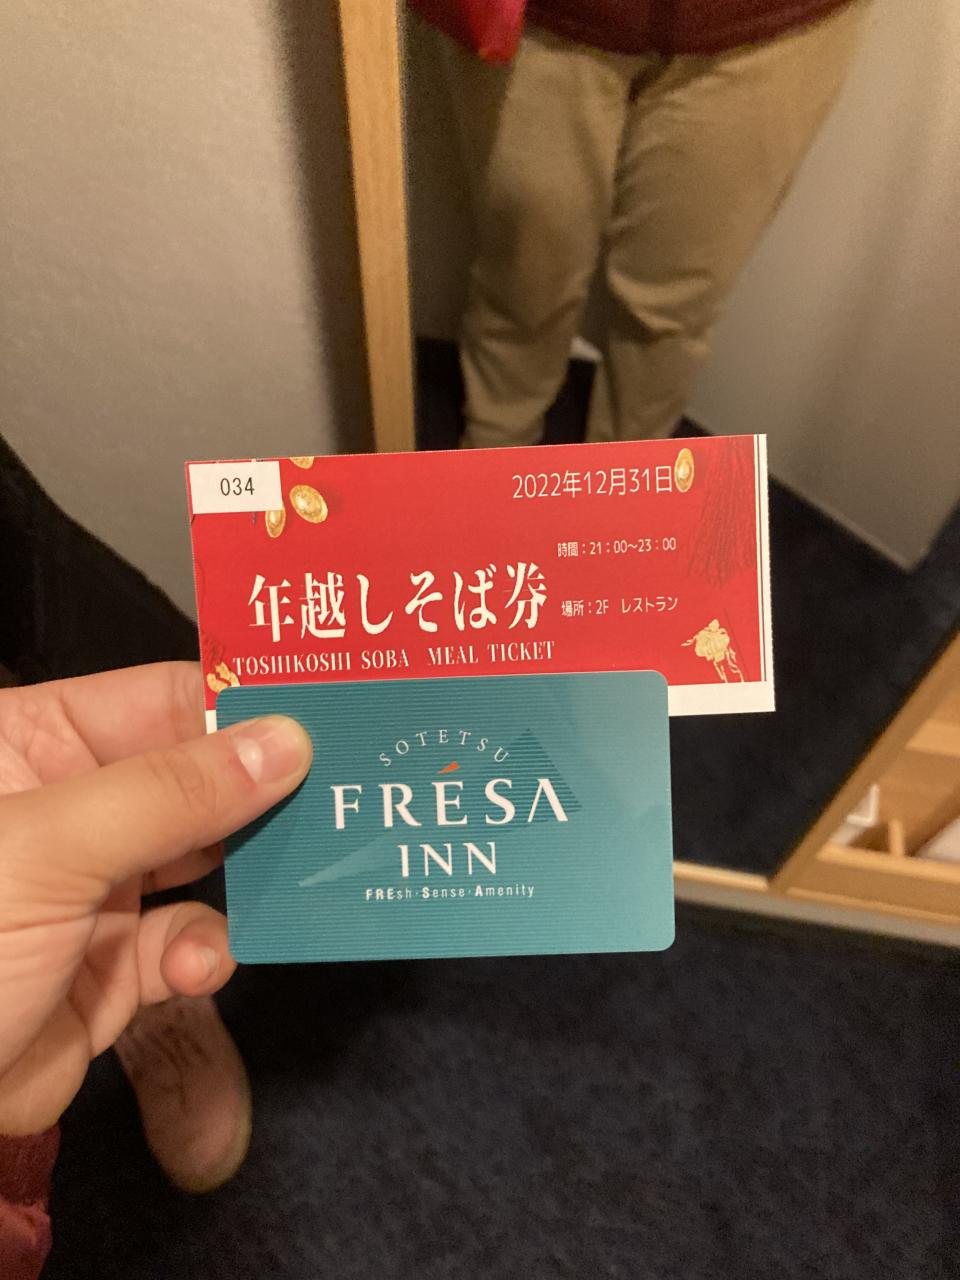 034
2022年12月31日
時間：21：00〜23：00
年越しそば券
場所：2F　レストラン
TOSHIKOSHI SOBA MEAL TICKET
SOTETSU
FRÉSA
INN
FREsh・Sense・Amenity